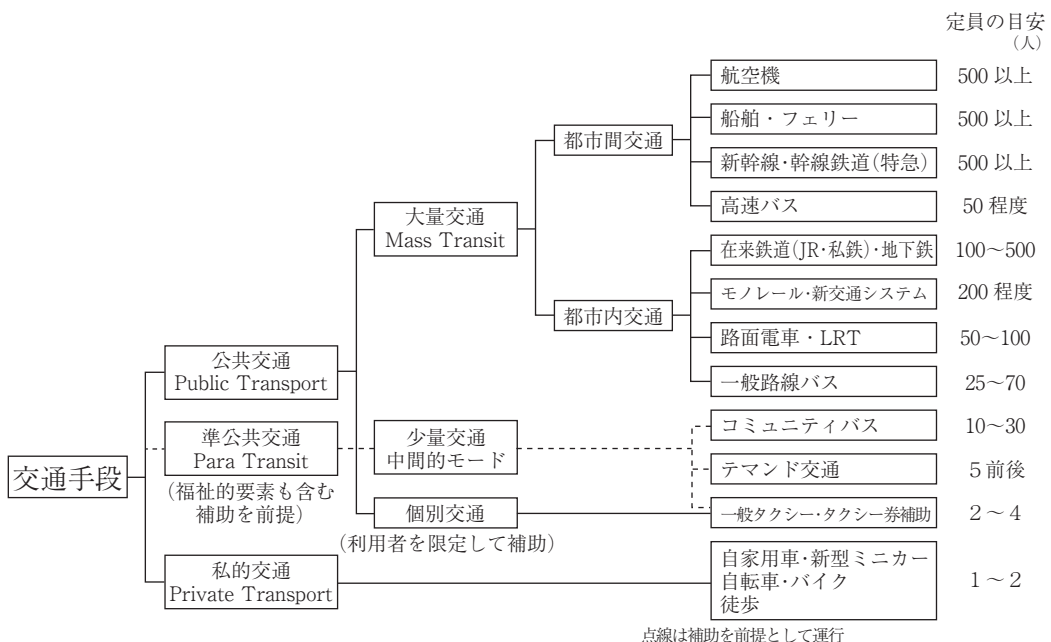 定員の目安
(人)
航空機 500 以上
船舶・フェリー 500 以上
都市間交通
新幹線・幹線鉄道(特急) 500 以上
高速バス 50 程度
大量交通
Mass Transit
在来鉄道(JR・私鉄)・地下鉄 100～500
モノレール・新交通システム 200 程度
都市内交通
路面電車・LRT 50～100
公共交通
Public Transport
一般路線バス 25～70
コミュニティバス 10～30
準公共交通
Para Transit
少量交通
中間的モード
(福祉的要素も含む
補助を前提)
テマンド交通 5 前後
交通手段
個別交通
一般タクシー・タクシー券補助 2～4
(利用者を限定して補助)
私的交通
Private Transport
自家用車・新型ミニカー
自転車・バイク
徒歩
1～2
点線は補助を前提として運行